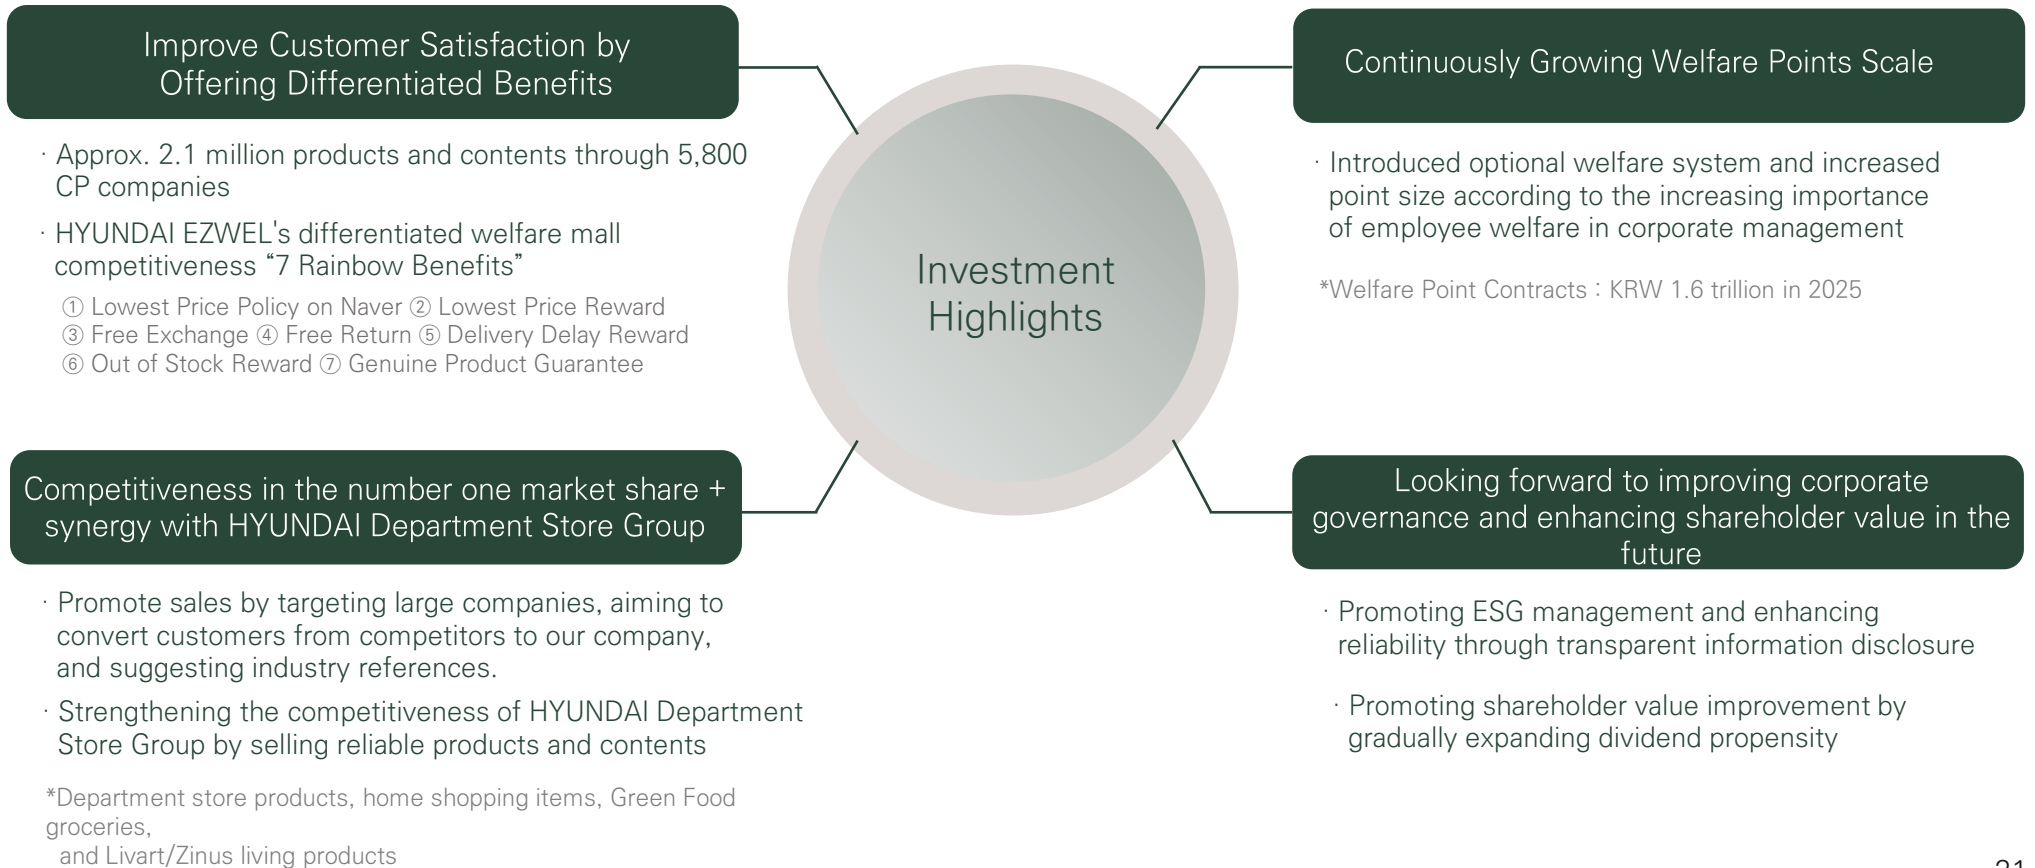 Improve Customer Satisfaction by
Offering Differentiated Benefits
· Approx. 2.1 million products and contents through 5,800
CP companies
· HYUNDAI EZWEL's differentiated welfare mall
competitiveness “7 Rainbow Benefits”
① Lowest Price Policy on Naver ② Lowest Price Reward
③ Free Exchange ④ Free Return ⑤ Delivery Delay Reward
⑥ Out of Stock Reward ⑦ Genuine Product Guarantee
Continuously Growing Welfare Points Scale
· Introduced optional welfare system and increased
point size according to the increasing importance
of employee welfare in corporate management
*Welfare Point Contracts : KRW 1.6 trillion in 2025
Investment
Highlights
Competitiveness in the number one market share +
synergy with HYUNDAI Department Store Group
· Promote sales by targeting large companies, aiming to
convert customers from competitors to our company,
and suggesting industry references.
· Strengthening the competitiveness of HYUNDAI Department
Store Group by selling reliable products and contents
*Department store products, home shopping items, Green Food
groceries,
and Livart/Zinus living products
Looking forward to improving corporate
governance and enhancing shareholder value in the
future
· Promoting ESG management and enhancing
reliability through transparent information disclosure
· Promoting shareholder value improvement by
gradually expanding dividend propensity